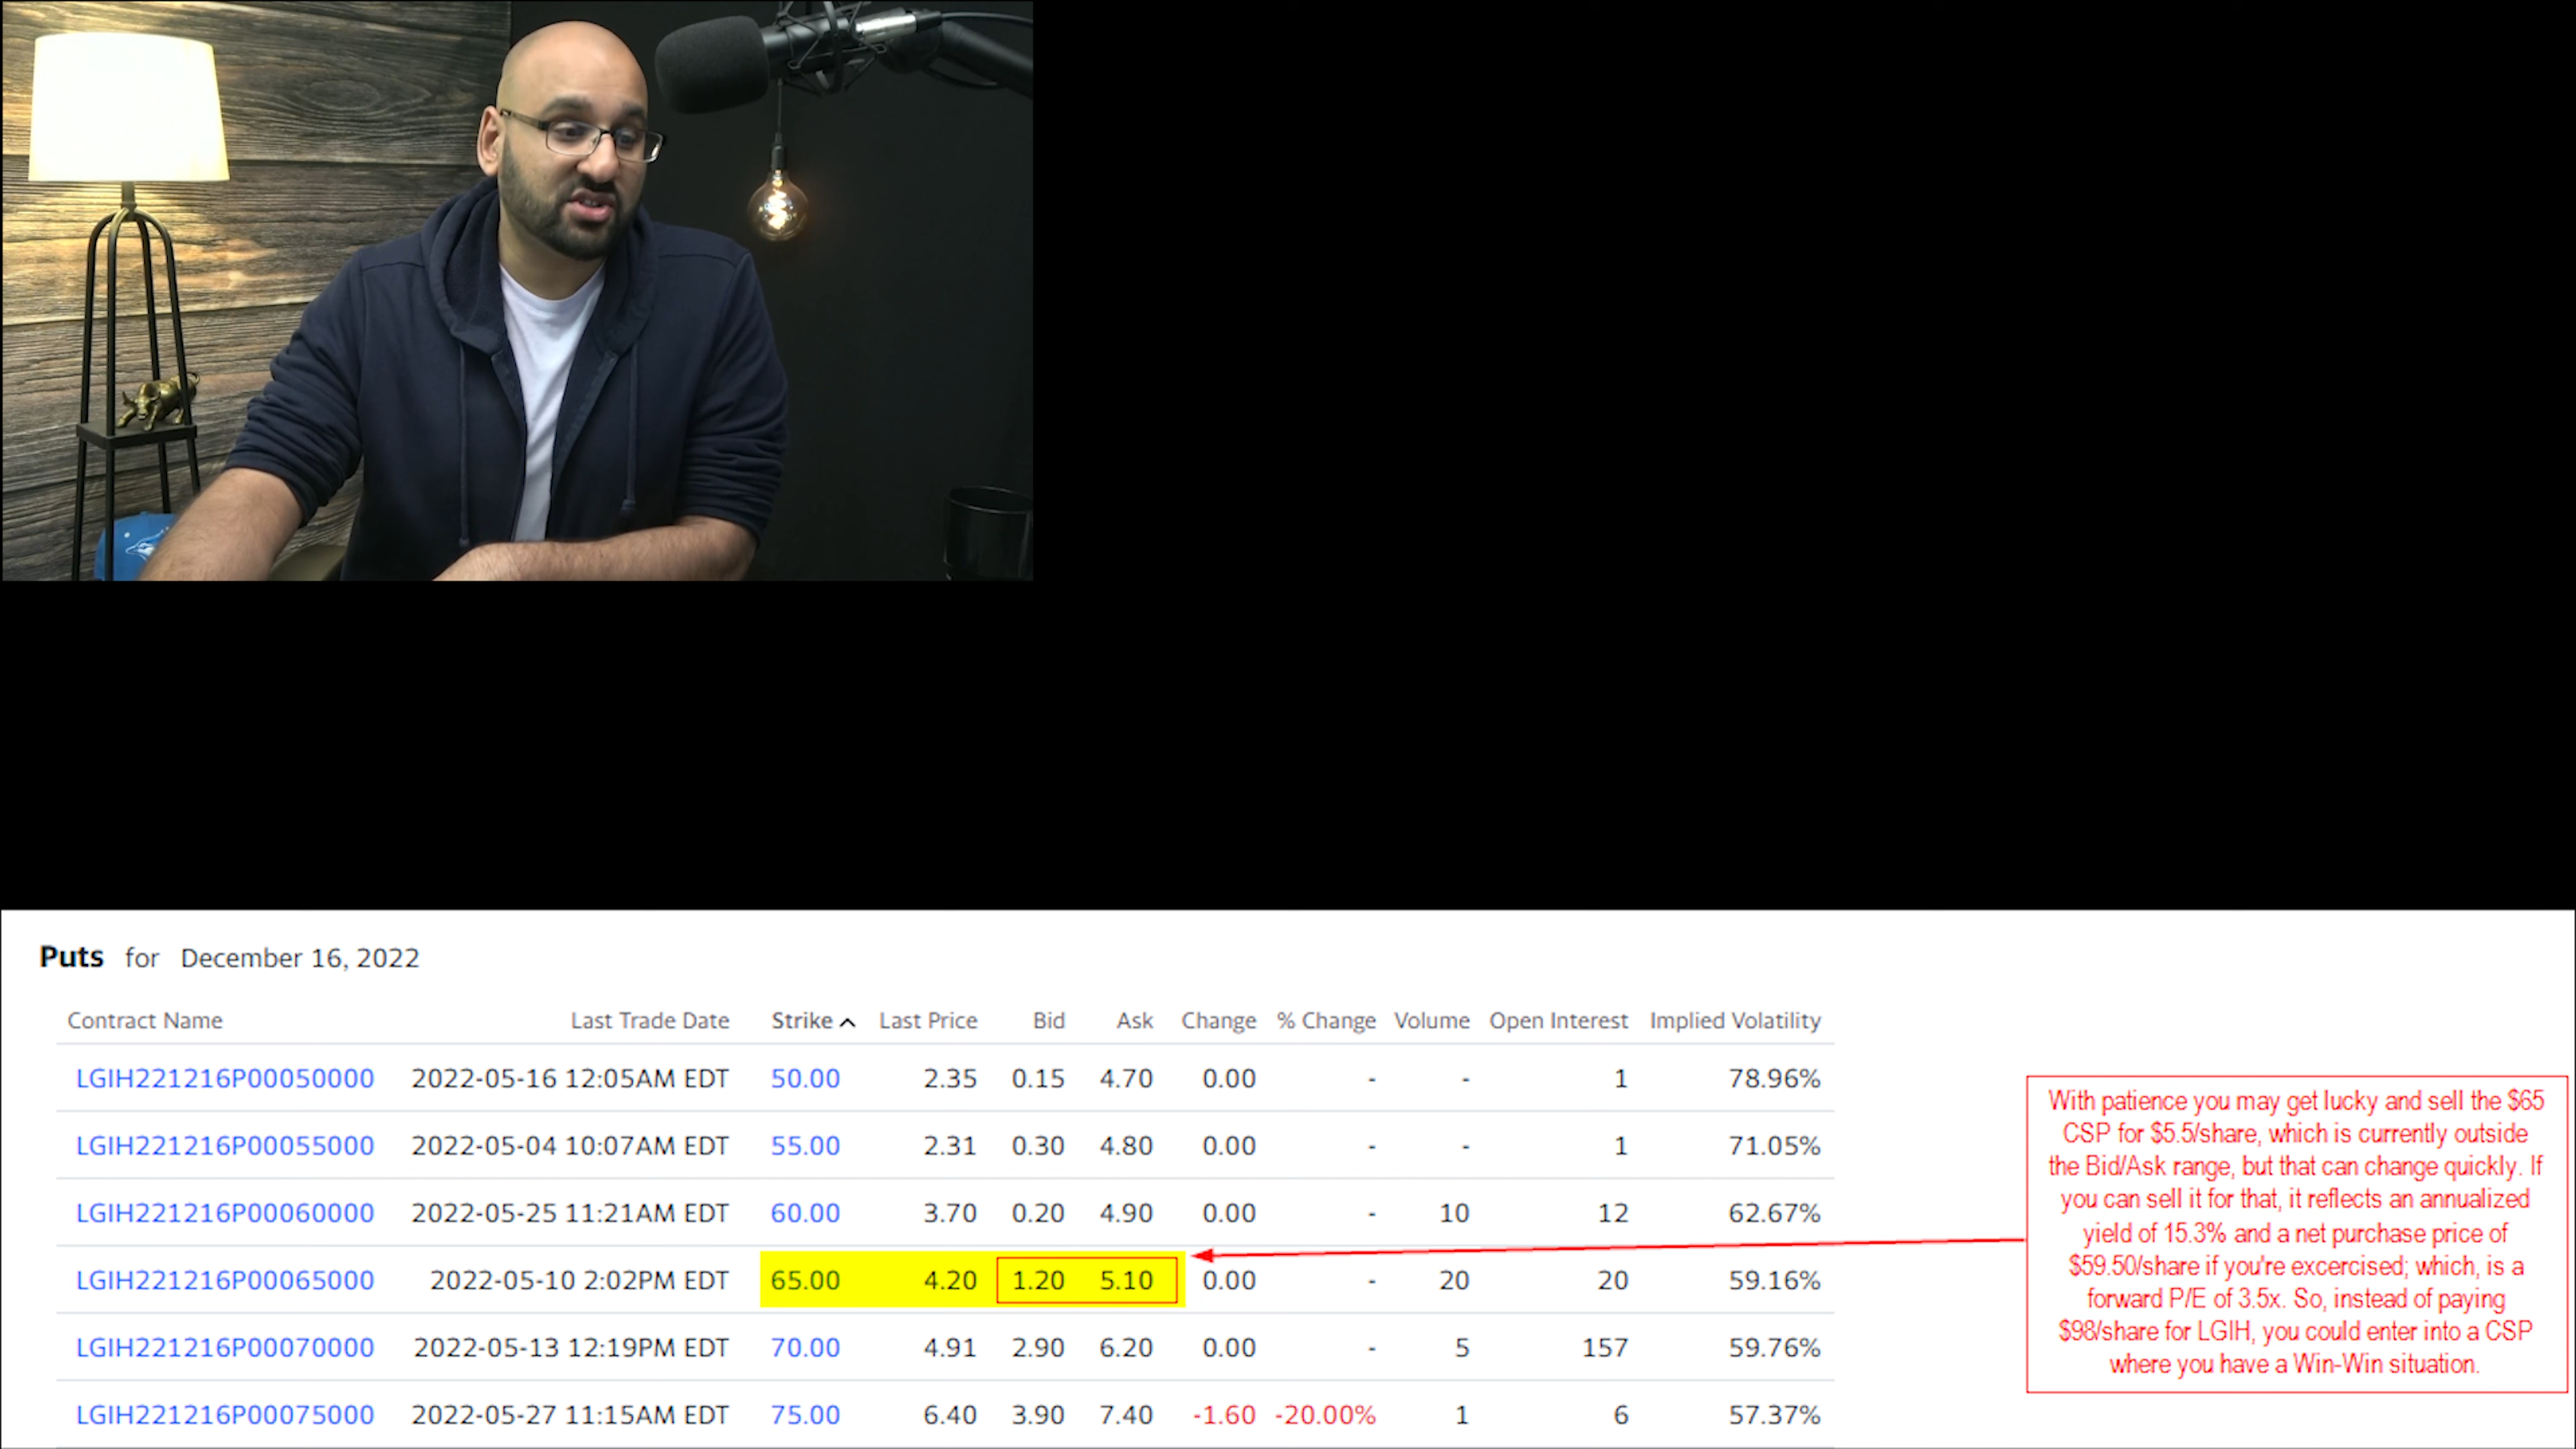 Puts for December 16, 2022
Contract Name Last Trade Date Strike Last Price Bid Ask Change % Change Volume Open Interest Implied Volatility
LGIH221216P00050000 2022-05-16 12:05AM EDT 50.00 2.35 0.15 4.70 0.00 - - 1 78.96%
LGIH221216P00055000 2022-05-04 10:07AM EDT 55.00 2.31 0.30 4.80 0.00 - - 1 71.05%
LGIH221216P00060000 2022-05-25 11:21AM EDT 60.00 3.70 0.20 4.90 0.00 - 10 12 62.67%
LGIH221216P00065000 2022-05-10 2:02PM EDT 65.00 4.20 1.20 5.10 0.00 - 20 20 59.16%
LGIH221216P00070000 2022-05-13 12:19PM EDT 70.00 4.91 2.90 6.20 0.00 - 5 157 59.76%
LGIH221216P00075000 2022-05-27 11:15AM EDT 75.00 6.40 3.90 7.40 -1.60 -20.00% 1 6 57.37%
With patience you may get lucky and sell the $65
CSP for $5.5/share, which is currently outside
the Bid/Ask range, but that can change quickly. If
you can sell it for that, it reflects an annualized
yield of 15.3% and a net purchase price of
$59.50/share if you're excercised; which, is a
forward P/E of 3.5x. So, instead of paying
$98/share for LGIH, you could enter into a CSP
where you have a Win-Win situation.